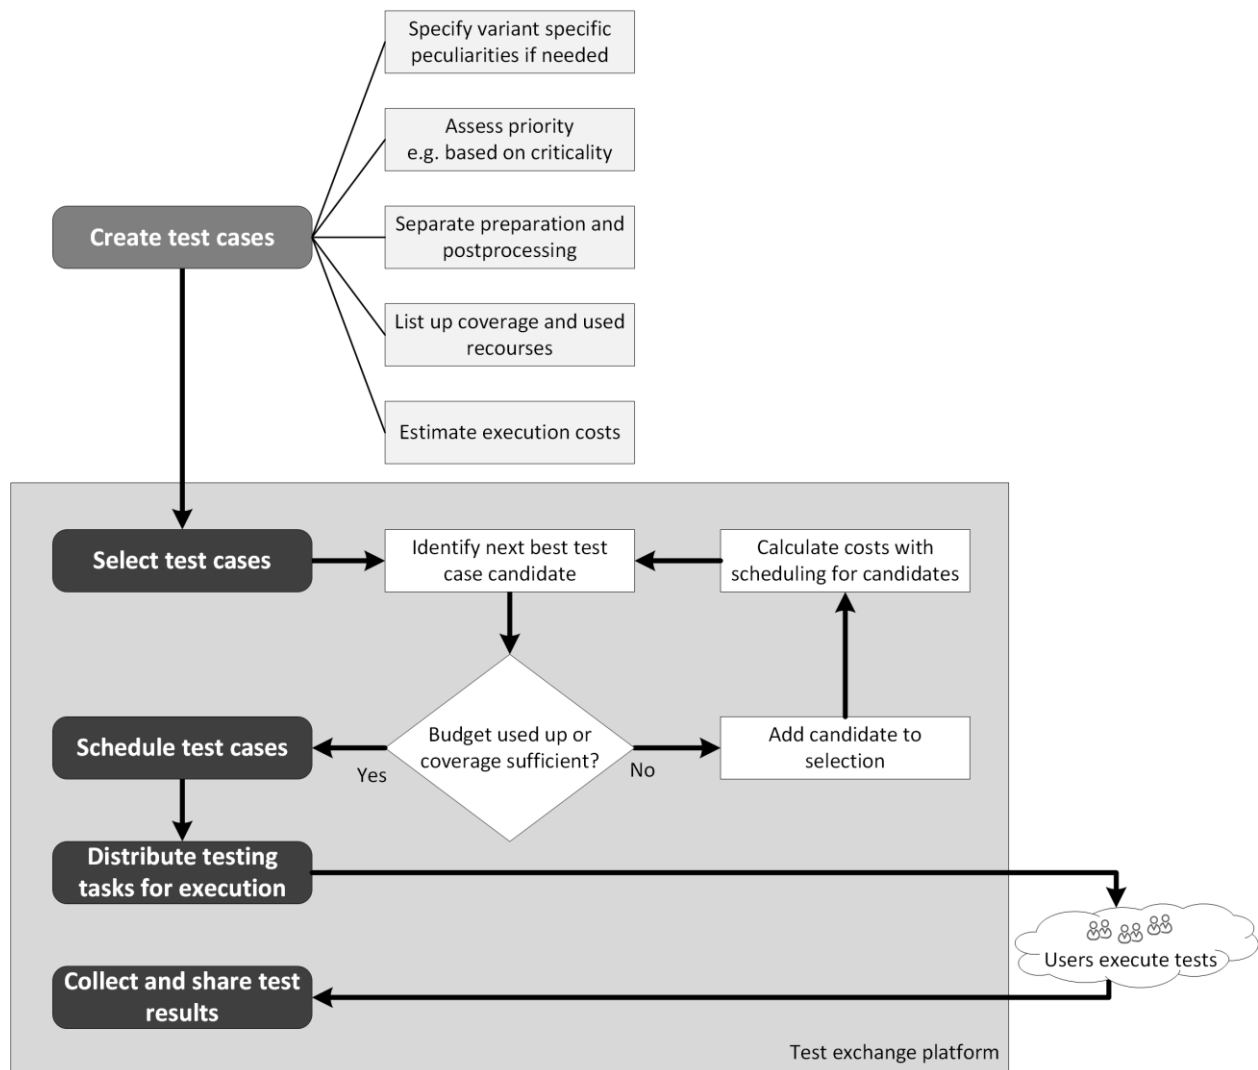 Specify variant specific
peculiarities if needed
Assess priority
e.g. based on criticality
Create test cases
Separate preparation and
postprocessing
List up coverage and used
recourses
Estimate execution costs
Select test cases
Identify next best test
case candidate
Calculate costs with
scheduling for candidates
Schedule test cases
Yes
Budget used up or
coverage sufficient?
No
Add candidate to
selection
Distribute testing
tasks for execution
Users execute tests
Collect and share test
results
Test exchange platform